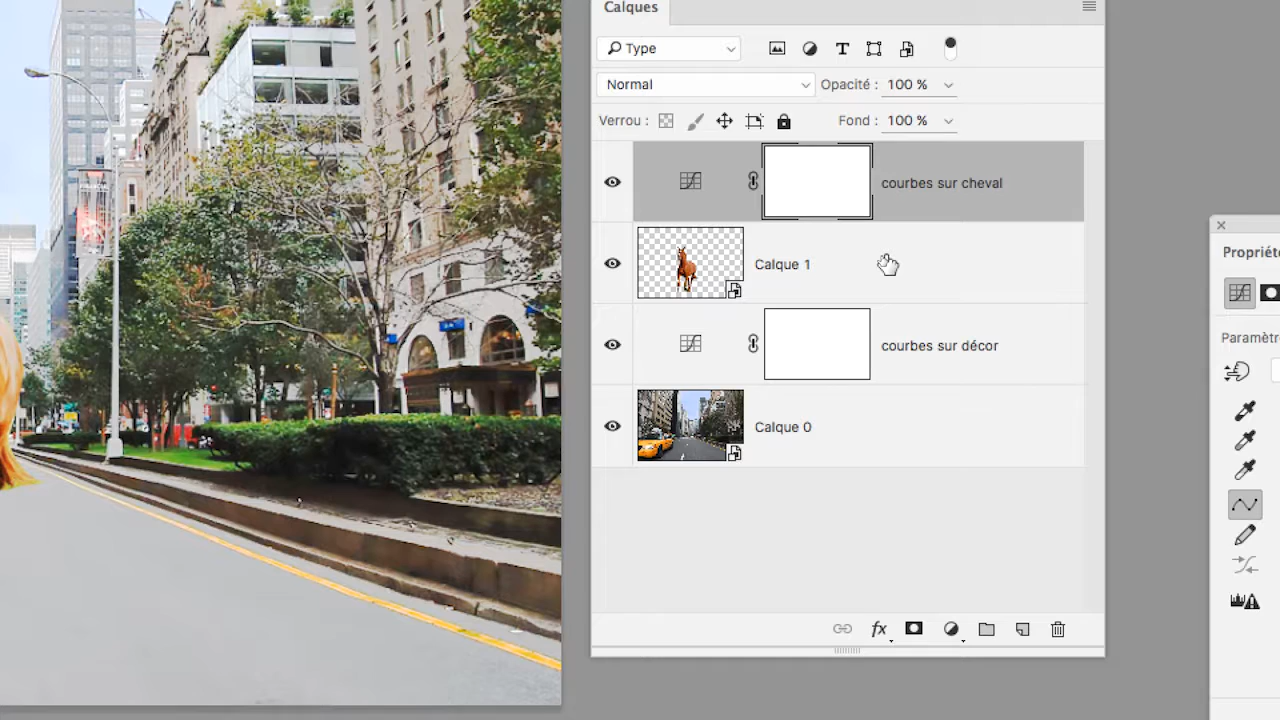 Calques
Type
Normal
Opacité : 100 %
Verrou :
Fond : 100 %
courbes sur cheval
Calque 1
courbes sur décor
Calque 0
fx
Propriété
Paramètr